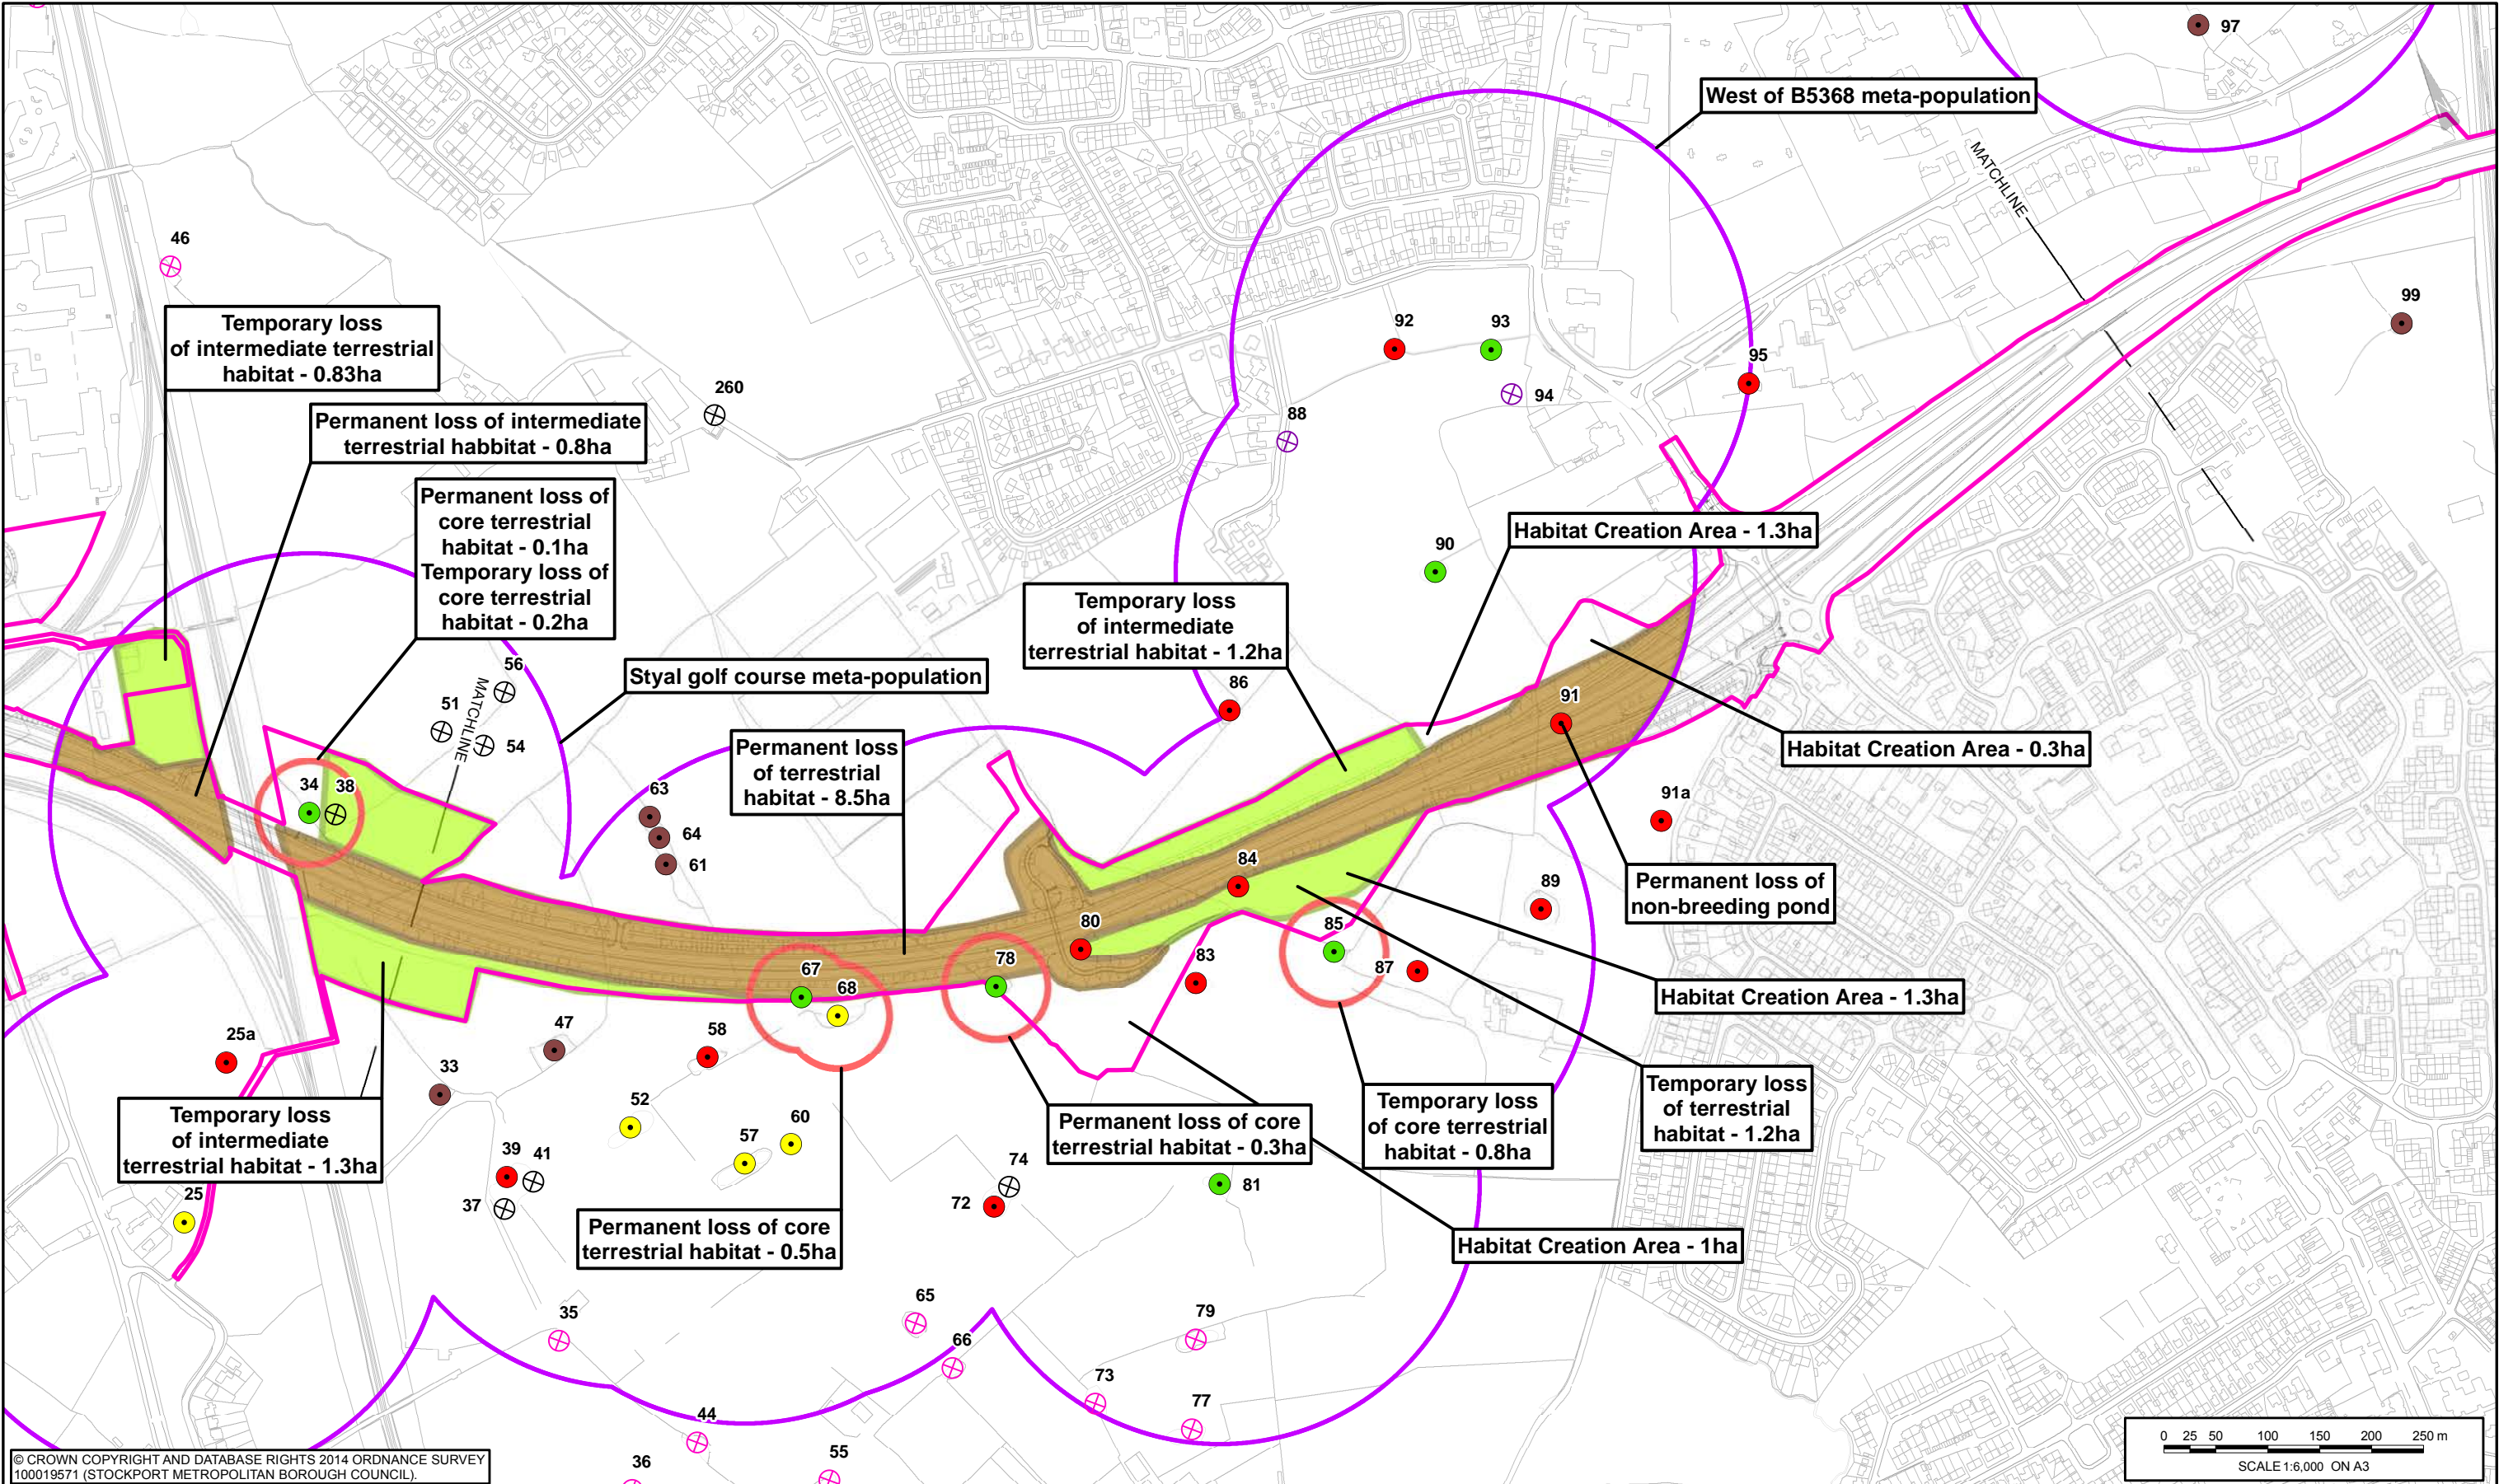 97
West of B5368 meta-population
MATCHLINE
46
99
Temporary loss
of intermediate terrestrial
habitat - 0.83ha
92
93
95
260
94
88
Permanent loss of intermediate
terrestrial habbitat - 0.8ha
Permanent loss of
core terrestrial
habitat - 0.1ha
Temporary loss of
core terrestrial
habitat - 0.2ha
Habitat Creation Area - 1.3ha
90
Temporary loss
of intermediate
terrestrial habitat - 1.2ha
56
51
54
MATCHLINE
Styal golf course meta-population
86
91
Habitat Creation Area - 0.3ha
Permanent loss
of terrestrial
habitat - 8.5ha
34
38
63
64
61
91a
84
Permanent loss of
non-breeding pond
89
80
85
87
83
78
67
68
Habitat Creation Area - 1.3ha
25a
47
58
33
Temporary loss
of intermediate
terrestrial habitat - 1.3ha
52
57
60
Permanent loss of core
terrestrial habitat - 0.3ha
Temporary loss
of core terrestrial
habitat - 0.8ha
Temporary loss
of terrestrial
habitat - 1.2ha
39
41
37
25
74
72
81
Permanent loss of core
terrestrial habitat - 0.5ha
Habitat Creation Area - 1ha
35
65
66
79
73
77
44
36
55
© CROWN COPYRIGHT AND DATABASE RIGHTS 2014 ORDNANCE SURVEY
100019571 (STOCKPORT METROPOLITAN BOROUGH COUNCIL).
0 25 50 100 150 200 250 m
SCALE 1:6,000 ON A3